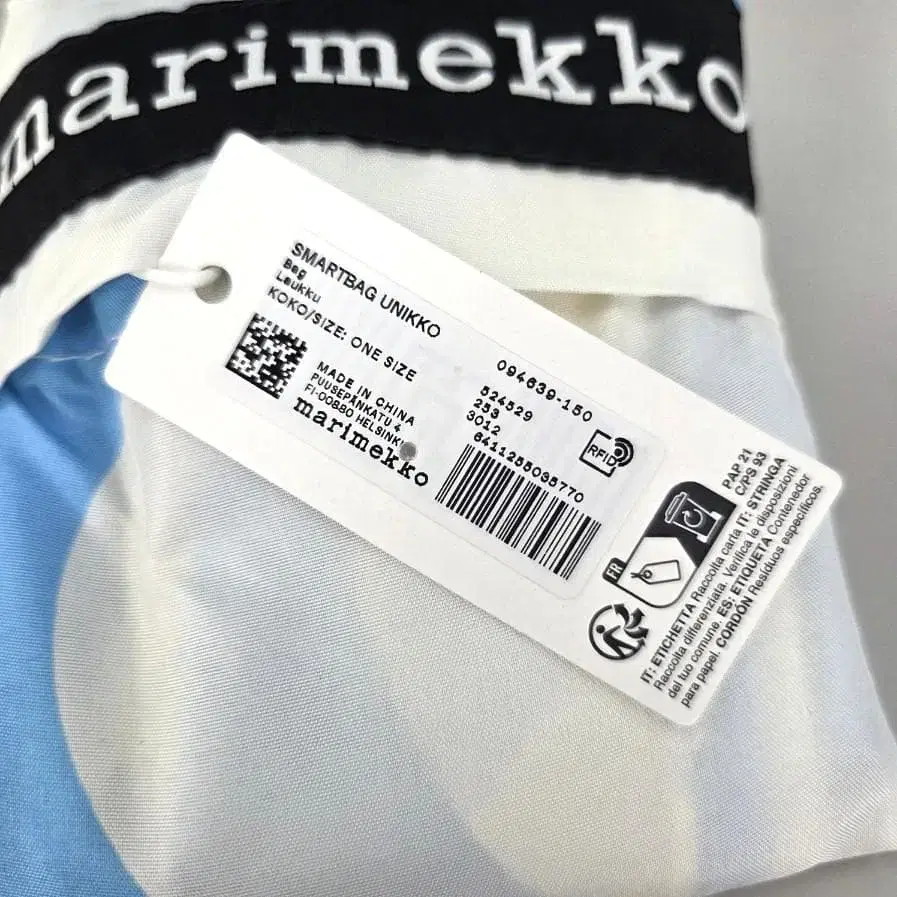 marimekko
SMARTBAG UNIKKO
Bag
Laukku
KOKO/SIZE: ONE SIZE
MADE IN CHINA
PUUSEPÄNKATU 4
FI-00880 HELSINKI
marimekko
094639-150
524529
253
3012
6411255095770
RFID
FR
PAP 21
C/PS 93
IT: ETICHETTA Raccolta carta IT: STRINGA
Raccolta differenziata. Verifica le disposizioni
del tuo comune. ES: ETIQUETA Contenedor
para papel. CORDÓN Residuos específicos.